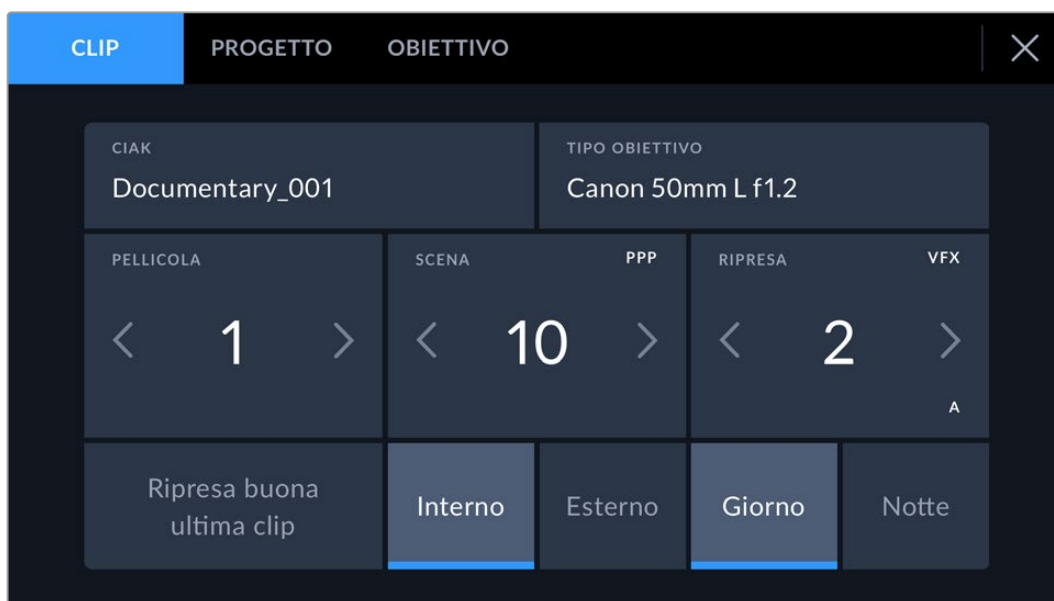 CLIP PROGETTO OBIETTIVO
CIAK
Documentary_001
TIPO OBIETTIVO
Canon 50mm L f1.2
PELLICOLA
1
SCENA PPP
10
RIPRESA VFX
2
A
Ripresa buona
ultima clip
Interno
Esterno
Giorno
Notte